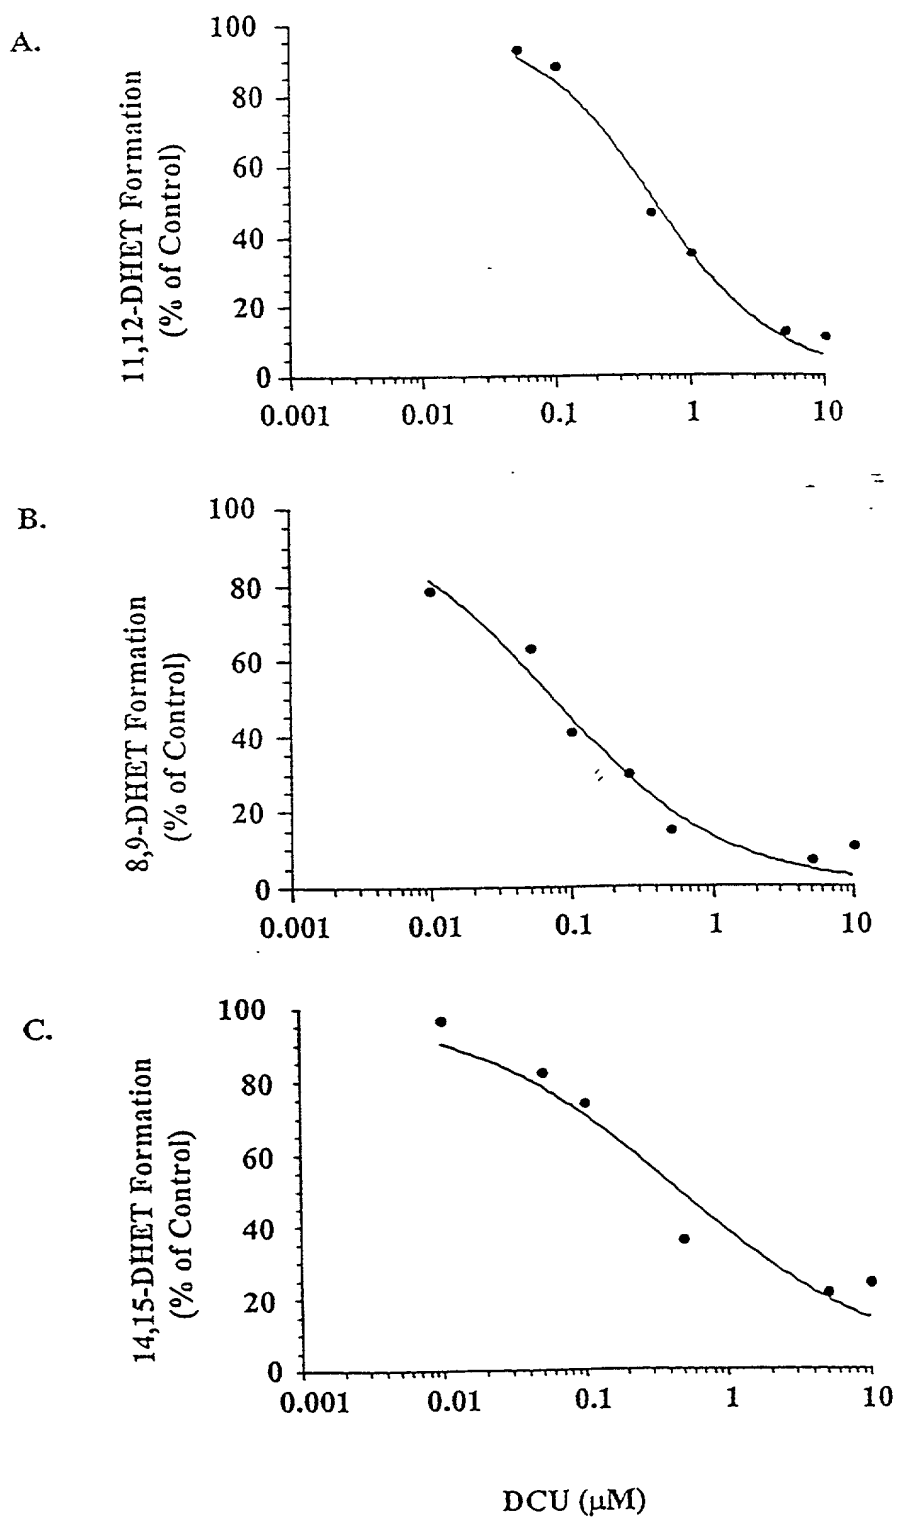 A.
11,12-DHET Formation
(% of Control)
100
80
60
40
20
0
0.001 0.01 0.1 1 10
B.
8,9-DHET Formation
(% of Control)
100
80
60
40
20
0
0.001 0.01 0.1 1 10
C.
14,15-DHET Formation
(% of Control)
100
80
60
40
20
0
0.001 0.01 0.1 1 10
DCU (μM)